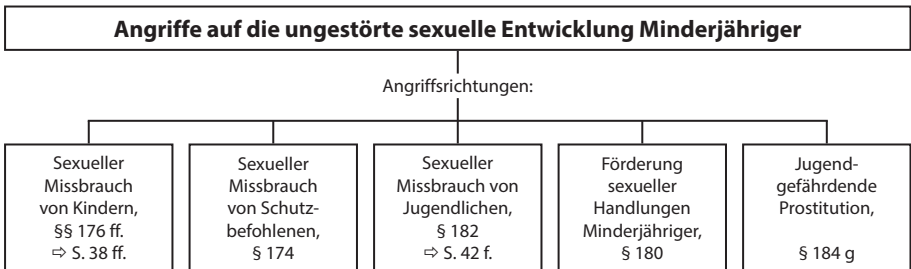 Angriffe auf die ungestörte sexuelle Entwicklung Minderjähriger
Angriffsrichtungen:
Sexueller
Missbrauch
von Kindern,
§§ 176 ff.
⇨ S. 38 ff.
Sexueller
Missbrauch
von Schutz-
befohlenen,
§ 174
Sexueller
Missbrauch von
Jugendlichen,
§ 182
⇨ S. 42 f.
Förderung
sexueller
Handlungen
Minderjähriger,
§ 180
Jugend-
gefährdende
Prostitution,
§ 184 g